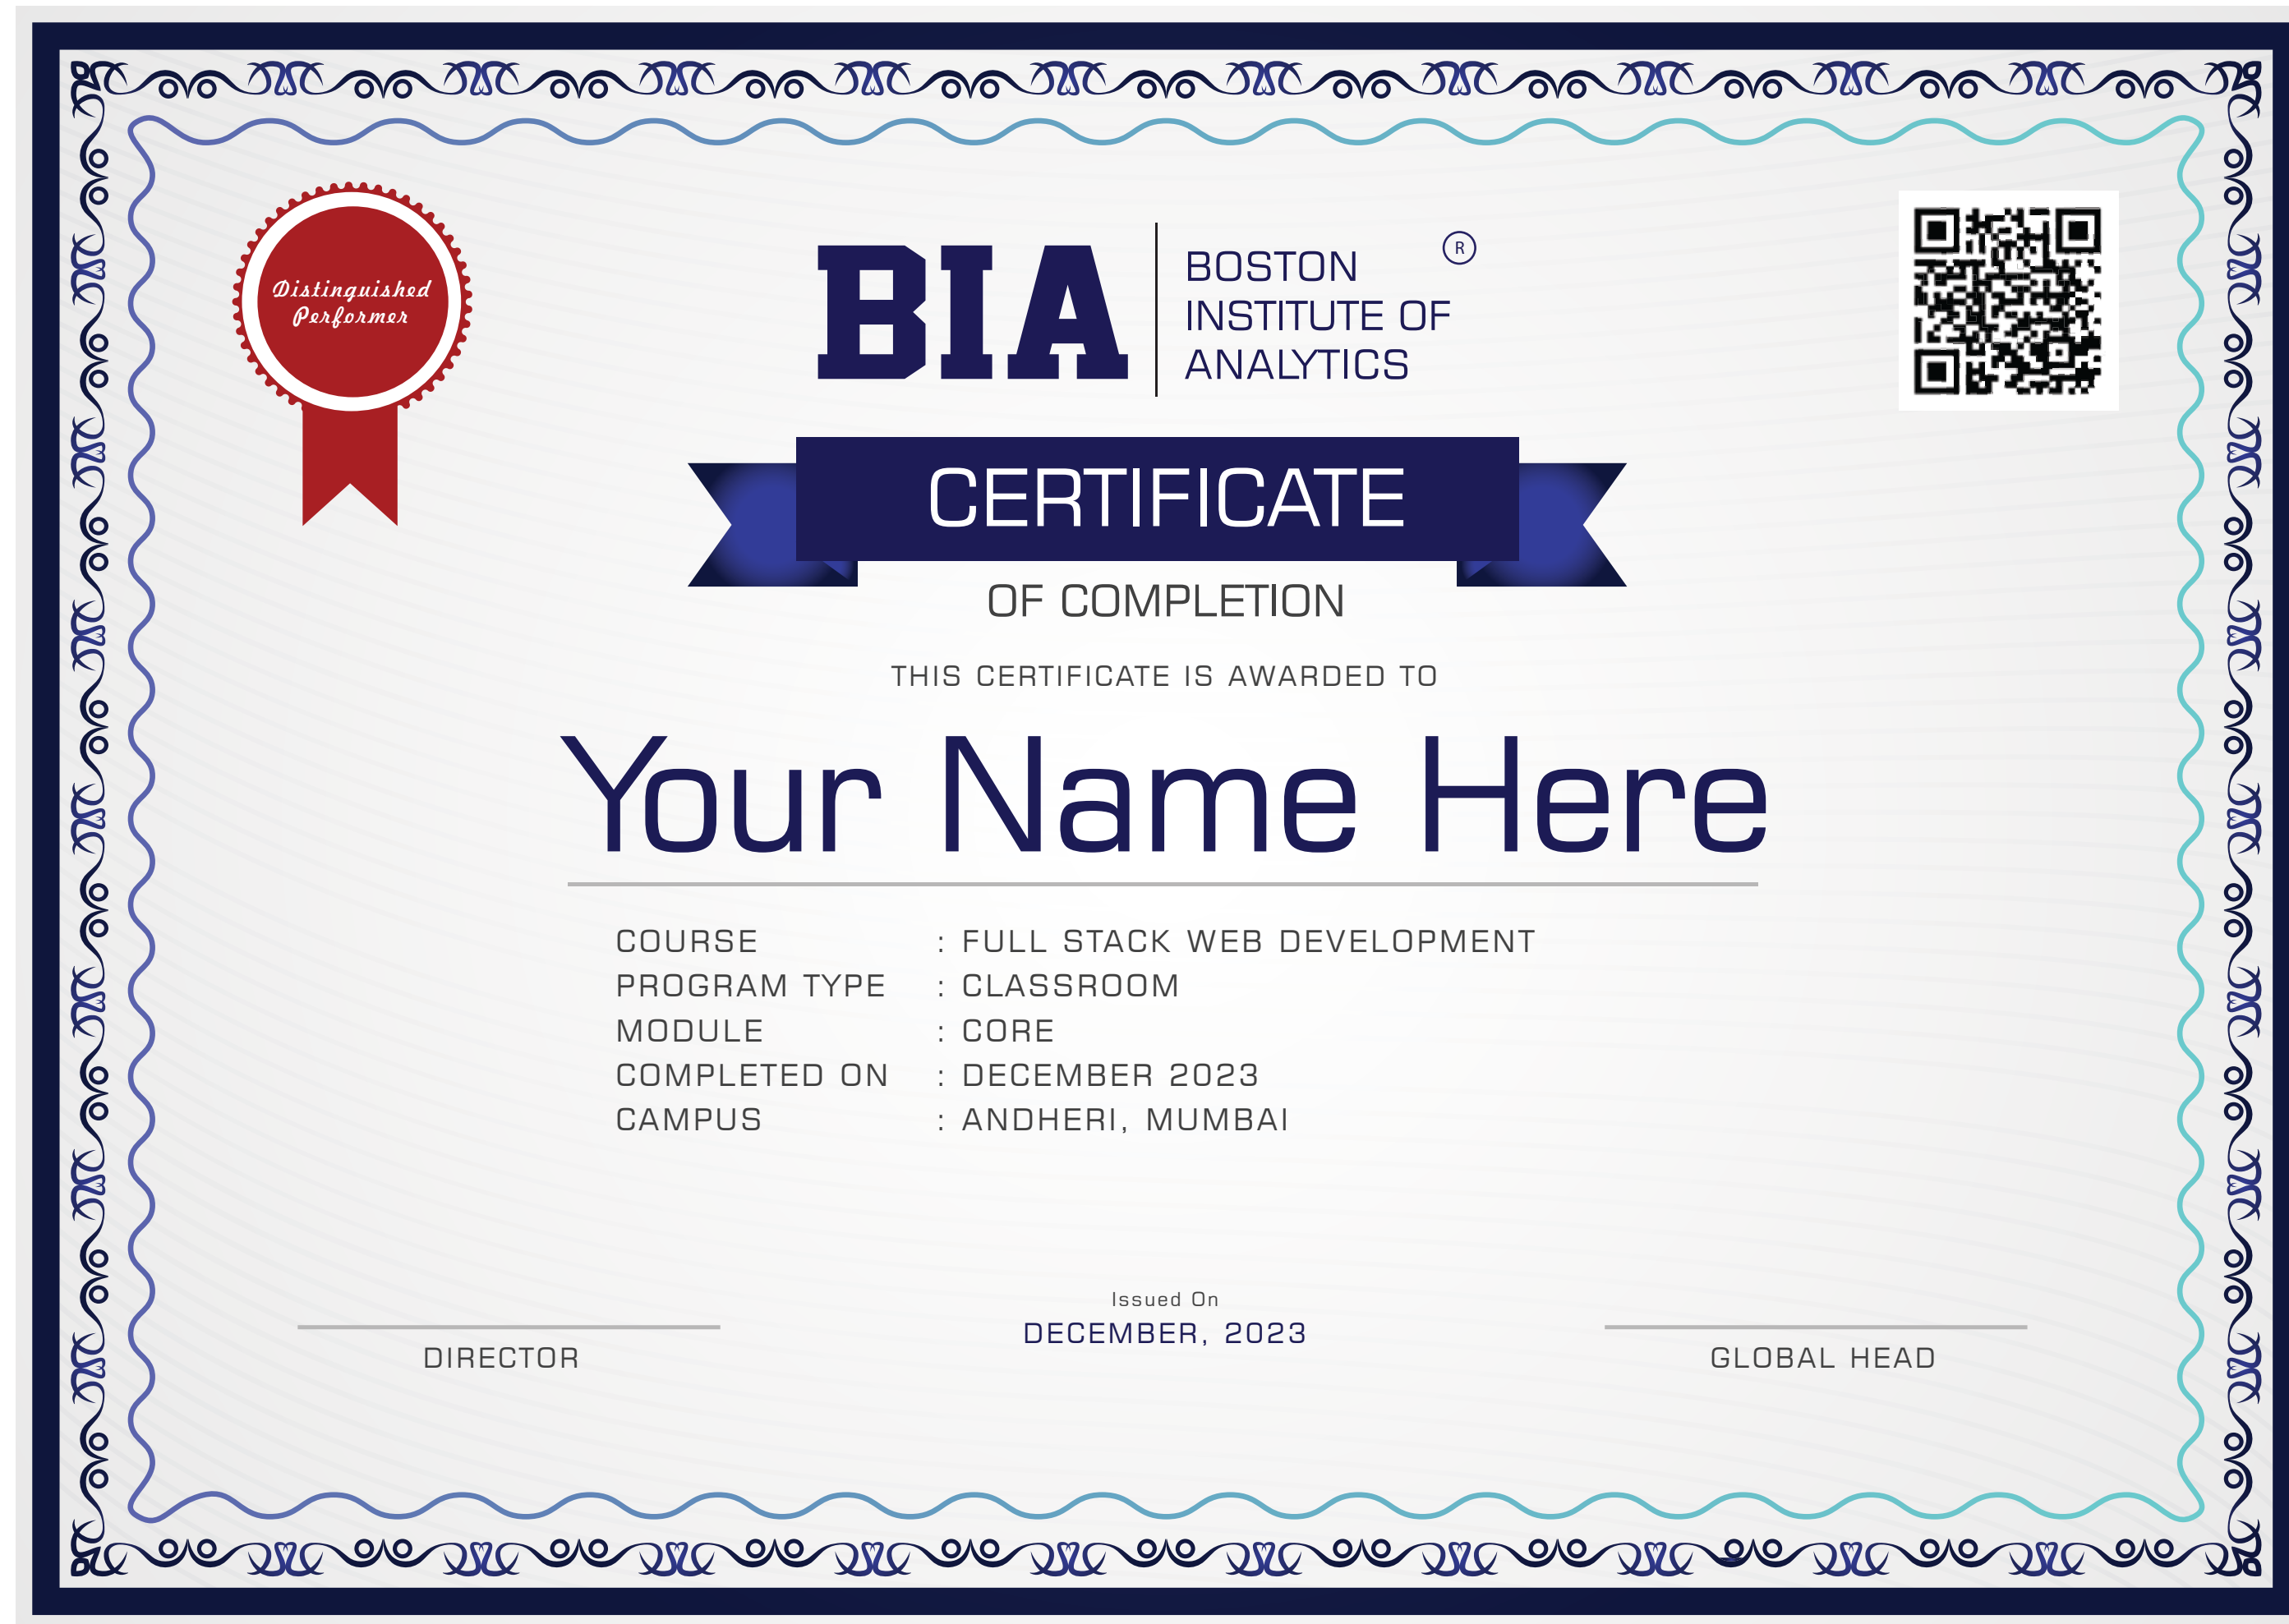 Distinguished
Performer
BIA
BOSTON
INSTITUTE OF
ANALYTICS
®
CERTIFICATE
OF COMPLETION
THIS CERTIFICATE IS AWARDED TO
Your Name Here
COURSE : FULL STACK WEB DEVELOPMENT
PROGRAM TYPE : CLASSROOM
MODULE : CORE
COMPLETED ON : DECEMBER 2023
CAMPUS : ANDHERI, MUMBAI
Issued On
DECEMBER, 2023
DIRECTOR
GLOBAL HEAD